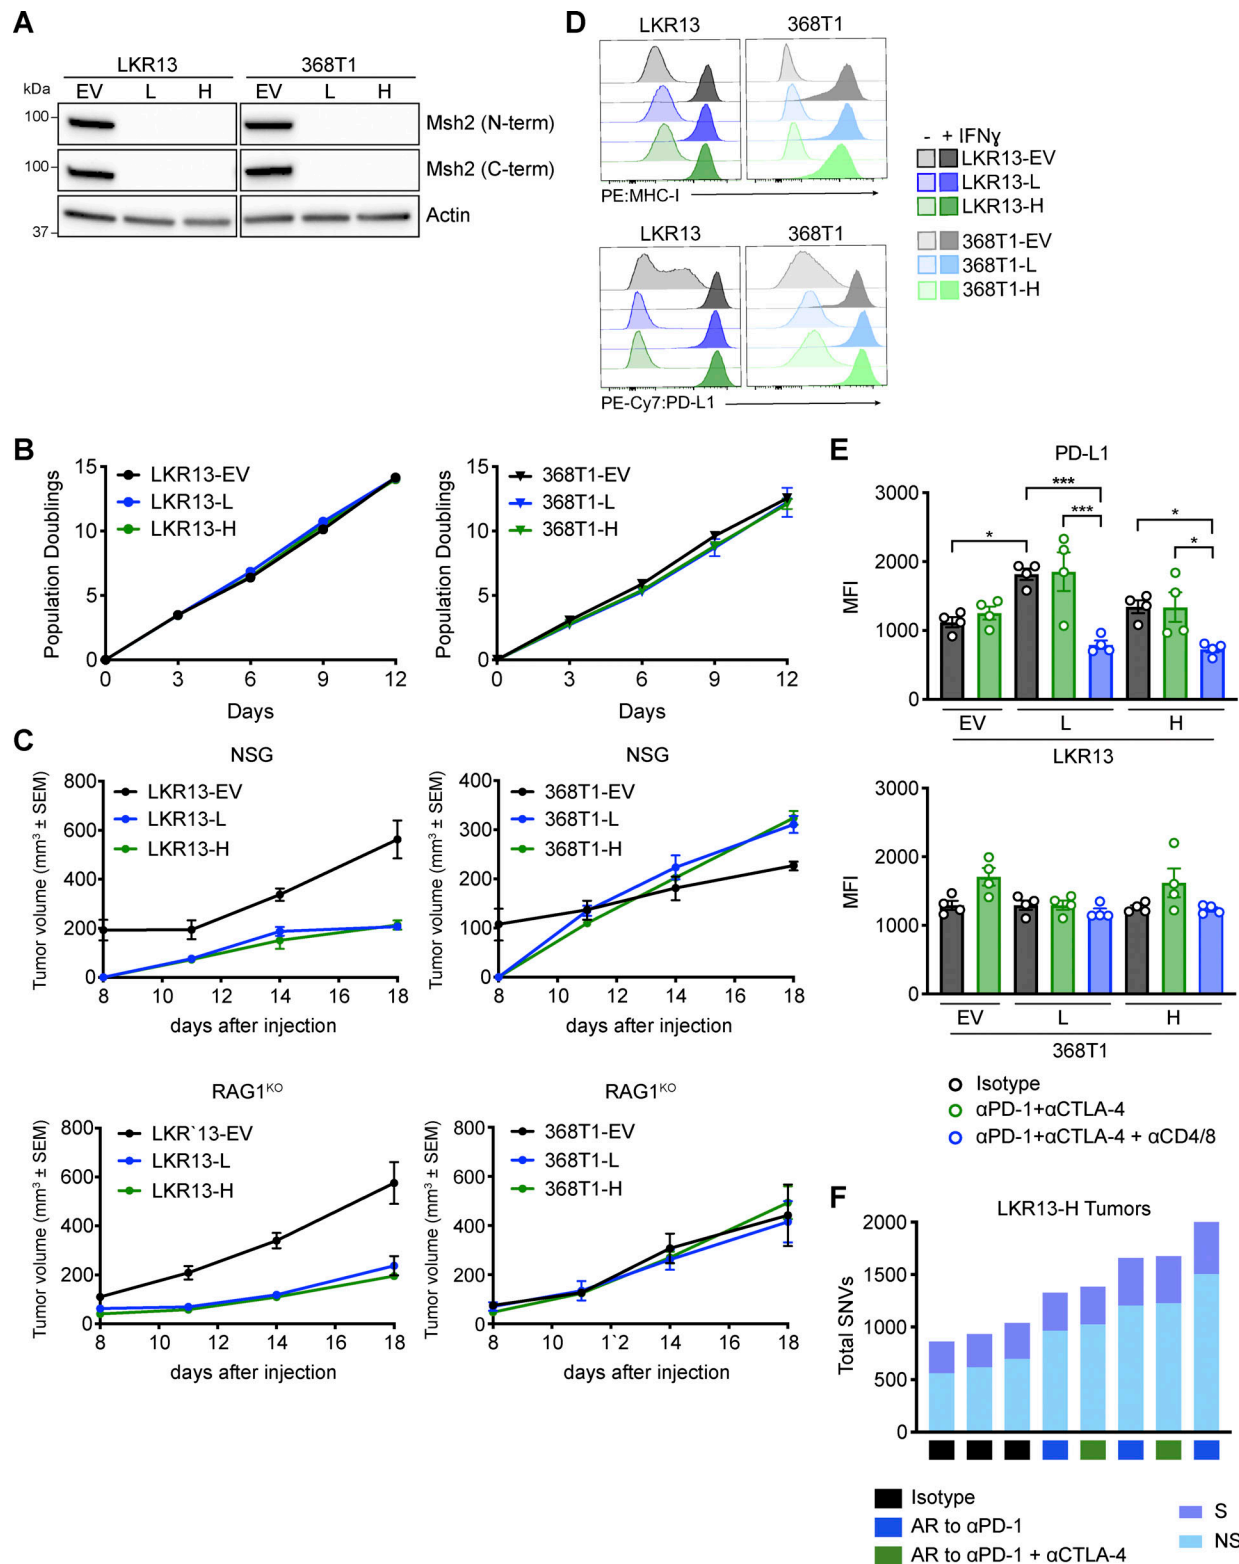 A
LKR13 368T1
kDa EV L H EV L H
100 Msh2 (N-term)
100 Msh2 (C-term)
37 Actin
D
LKR13 368T1
PE:MHC-I
LKR13 368T1
PE-Cy7:PD-L1
- + IFNɣ
LKR13-EV
LKR13-L
LKR13-H
368T1-EV
368T1-L
368T1-H
B
Population Doublings
15
10
5
0
0 3 6 9 12
Days
LKR13-EV
LKR13-L
LKR13-H
Population Doublings
15
10
5
0
0 3 6 9 12
Days
368T1-EV
368T1-L
368T1-H
C
NSG
Tumor volume (mm³ ± SEM)
800
600
400
200
0
8 10 12 14 16 18
days after injection
LKR13-EV
LKR13-L
LKR13-H
NSG
Tumor volume (mm³ ± SEM)
400
300
200
100
0
8 10 12 14 16 18
days after injection
368T1-EV
368T1-L
368T1-H
RAG1ᴷᴼ
Tumor volume (mm³ ± SEM)
800
600
400
200
0
8 10 12 14 16 18
days after injection
LKR`13-EV
LKR13-L
LKR13-H
RAG1ᴷᴼ
Tumor volume (mm³ ± SEM)
800
600
400
200
0
8 10 1`2 14 16 18
days after injection
368T1-EV
368T1-L
368T1-H
E
PD-L1
MFI
3000
2000
1000
0
* *** *** * *
EV L H
LKR13
MFI
3000
2000
1000
0
EV L H
368T1
Isotype
αPD-1+αCTLA-4
αPD-1+αCTLA-4 + αCD4/8
F
LKR13-H Tumors
Total SNVs
2000
1500
1000
500
0
Isotype
AR to αPD-1
AR to αPD-1 + αCTLA-4
S
NS